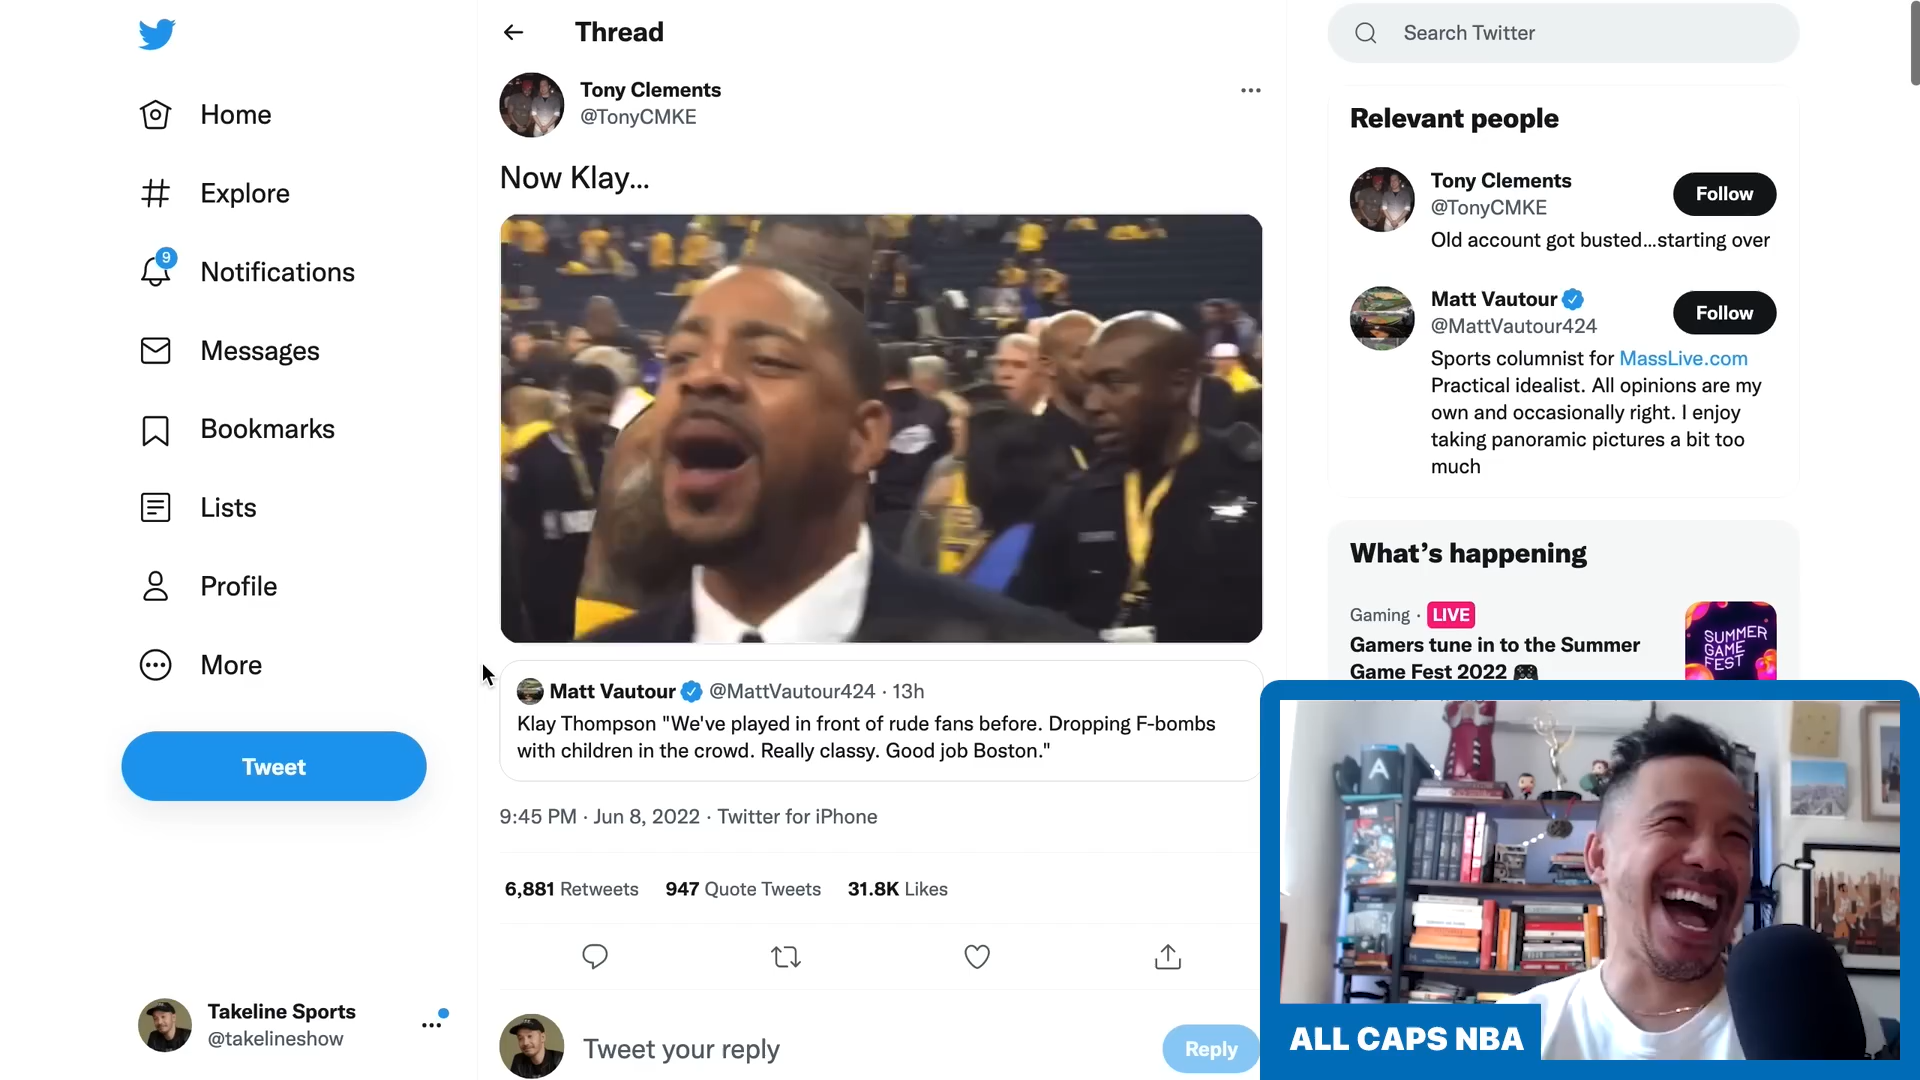 Home
Explore
9
Notifications
Messages
Bookmarks
Lists
Profile
More
Tweet
Takeline Sports
@takelineshow
Thread
Tony Clements
@TonyCMKE
Now Klay...
Matt Vautour @MattVautour424 · 13h
Klay Thompson "We've played in front of rude fans before. Dropping F-bombs
with children in the crowd. Really classy. Good job Boston."
9:45 PM · Jun 8, 2022 · Twitter for iPhone
6,881 Retweets 947 Quote Tweets 31.8K Likes
Tweet your reply
Reply
Search Twitter
Relevant people
Tony Clements
@TonyCMKE
Follow
Old account got busted...starting over
Matt Vautour
@MattVautour424
Follow
Sports columnist for MassLive.com
Practical idealist. All opinions are my
own and occasionally right. I enjoy
taking panoramic pictures a bit too
much
What's happening
Gaming · LIVE
Gamers tune in to the Summer
Game Fest 2022
SUMMER
GAME
FEST
A
ALL CAPS NBA